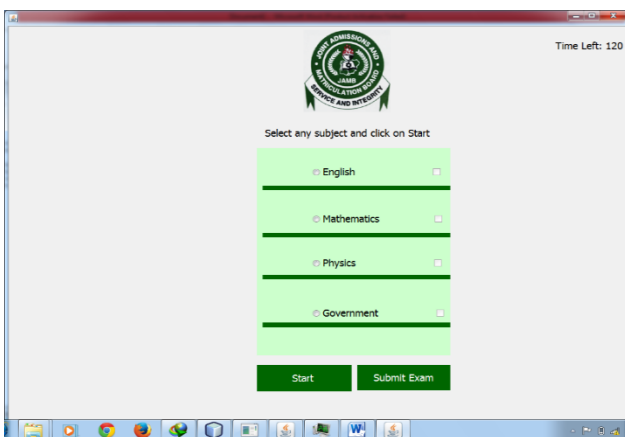 Time Left: 120
JOINT ADMISSIONS AND MATRICULATION BOARD
JAMB
SERVICE AND INTEGRITY
Select any subject and click on Start
English
Mathematics
Physics
Government
Start Submit Exam